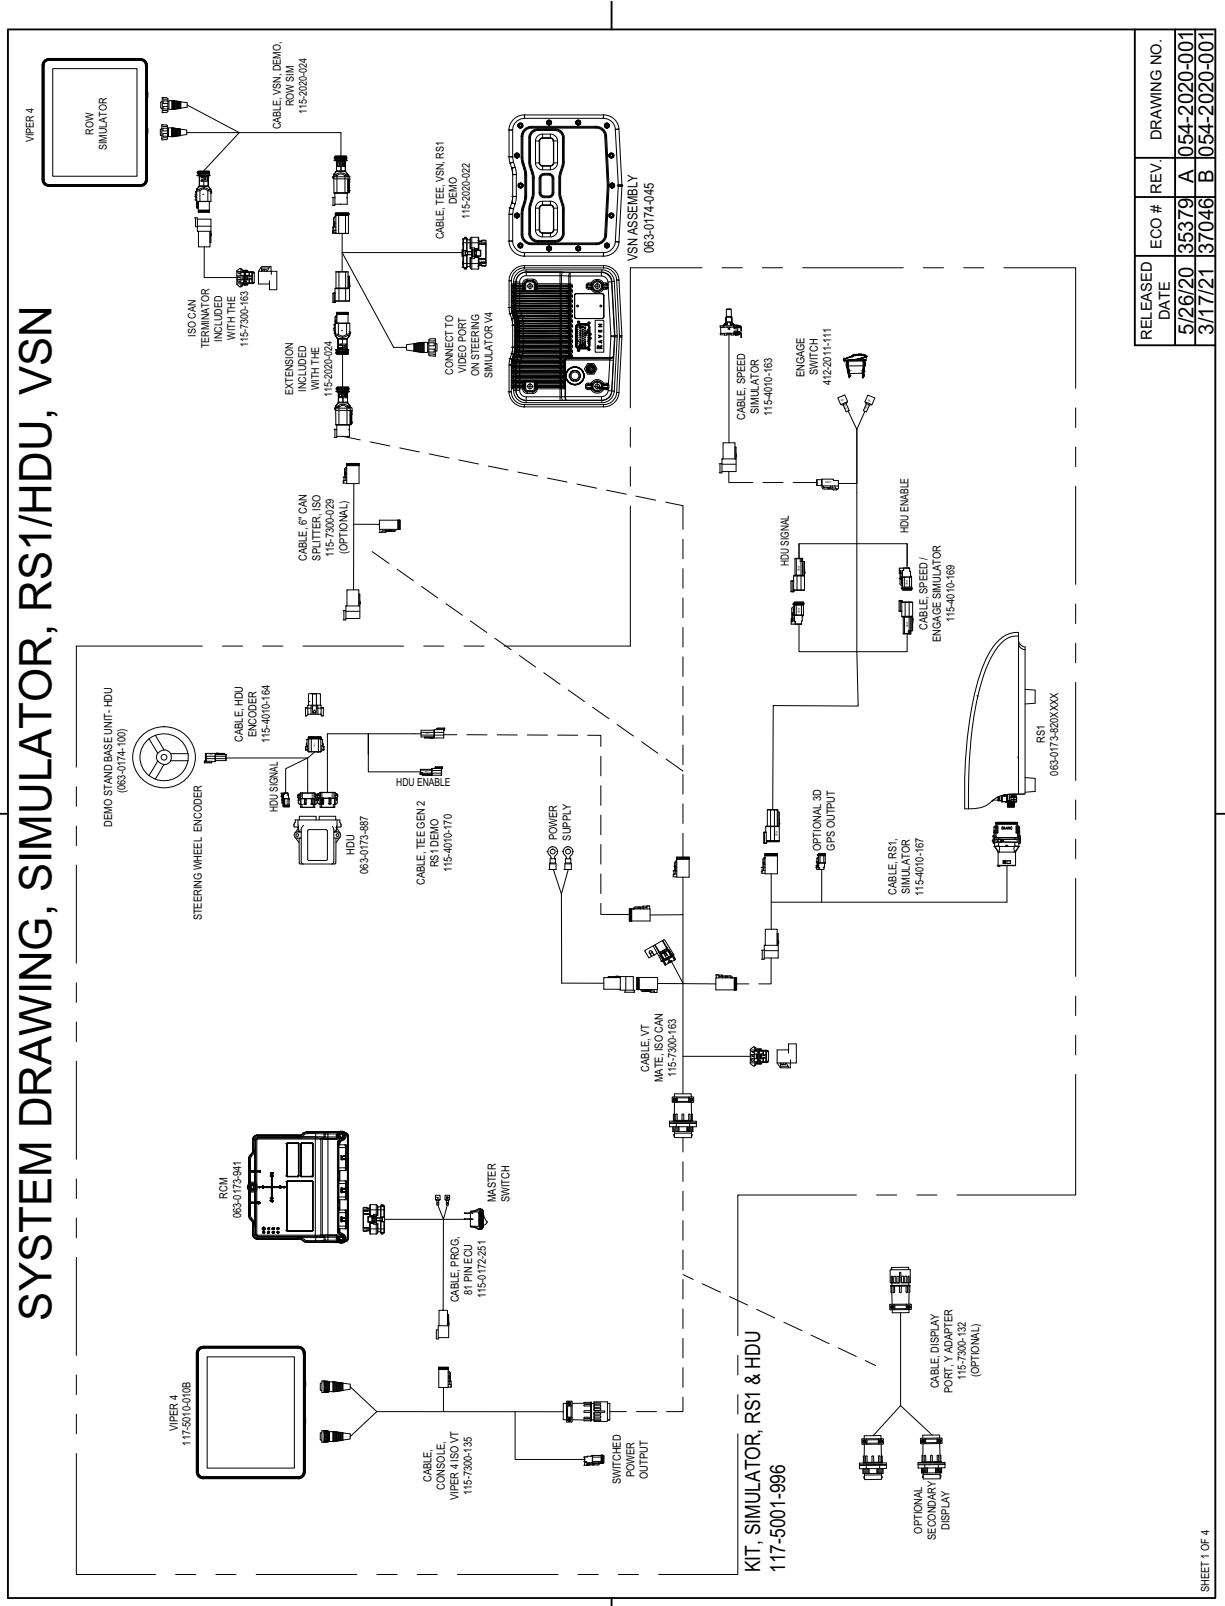 SYSTEM DRAWING, SIMULATOR, RS1/HDU, VSN
VIPER 4
117-5010-010B
CABLE,
CONSOLE,
VIPER 4 ISO VT
115-7300-135
SWITCHED
POWER
OUTPUT
RCM
063-0173-941
CABLE, PROG,
81 PIN ECU
115-0172-251
MASTER
SWITCH
KIT, SIMULATOR, RS1 & HDU
117-5001-996
OPTIONAL
SECONDARY
DISPLAY
CABLE, DISPLAY
PORT, Y ADAPTER
115-7300-132
(OPTIONAL)
DEMO STAND BASE UNIT- HDU
(063-0174-100)
STEERING WHEEL ENCODER
CABLE, HDU
ENCODER
115-4010-164
HDU SIGNAL
HDU
063-0173-887
HDU ENABLE
CABLE, TEE GEN 2
RS1 DEMO
115-4010-170
POWER
SUPPLY
CABLE, VT
MATE, ISO CAN
115-7300-163
OPTIONAL 3D
GPS OUTPUT
CABLE, RS1,
SIMULATOR
115-4010-167
RS1
063-0173-820XXXX
CABLE, 6" CAN
SPLITTER, ISO
115-7300-029
(OPTIONAL)
VIPER 4
ROW
SIMULATOR
CABLE, VSN, DEMO,
ROW SIM
115-2020-024
ISO CAN
TERMINATOR
INCLUDED
WITH THE
115-7300-163
EXTENSION
INCLUDED
WITH THE
115-2020-024
CABLE, TEE, VSN, RS1
DEMO
115-2020-022
CONNECT TO
VIDEO PORT
ON STEERING
SIMULATOR V4
RAVEN
VSN ASSEMBLY
063-0174-045
CABLE, SPEED
SIMULATOR
115-4010-163
ENGAGE
SWITCH
412-2011-111
HDU SIGNAL
HDU ENABLE
CABLE, SPEED /
ENGAGE SIMULATOR
115-4010-169
RELEASED DATE ECO # REV. DRAWING NO.
5/26/20 35379 A 054-2020-001
3/17/21 137046 B 054-2020-001
SHEET 1 OF 4